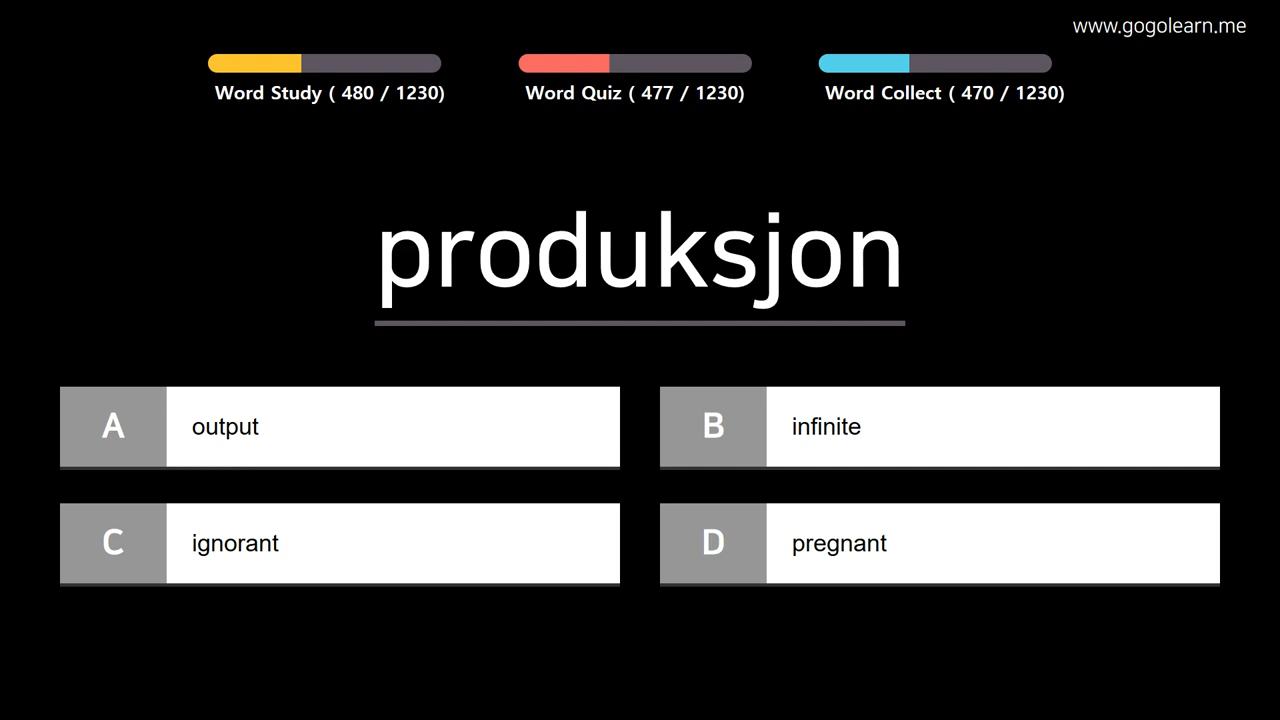 www.gogolearn.me
Word Study ( 480 / 1230)
Word Quiz ( 477 / 1230)
Word Collect ( 470 / 1230)
produksjon
A output
B infinite
C ignorant
D pregnant